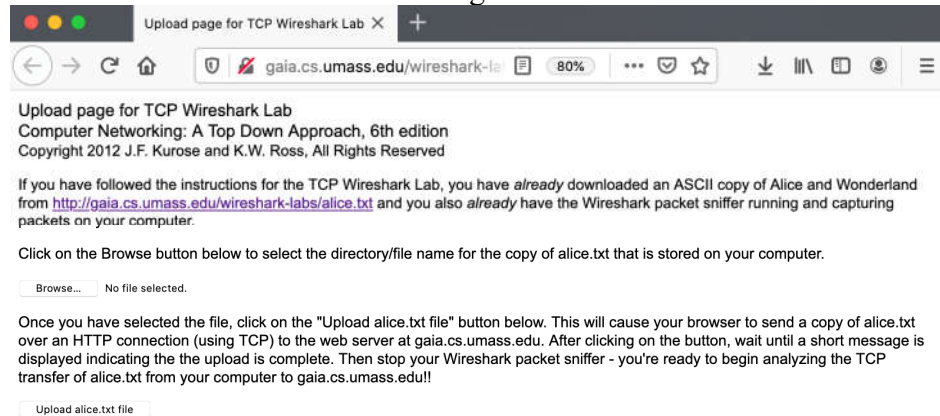 Upload page for TCP Wireshark Lab
gaia.cs.umass.edu/wireshark-la
80%
Upload page for TCP Wireshark Lab
Computer Networking: A Top Down Approach, 6th edition
Copyright 2012 J.F. Kurose and K.W. Ross, All Rights Reserved
If you have followed the instructions for the TCP Wireshark Lab, you have already downloaded an ASCII copy of Alice and Wonderland
from http://gaia.cs.umass.edu/wireshark-labs/alice.txt and you also already have the Wireshark packet sniffer running and capturing
packets on your computer.
Click on the Browse button below to select the directory/file name for the copy of alice.txt that is stored on your computer.
Browse... No file selected.
Once you have selected the file, click on the "Upload alice.txt file" button below. This will cause your browser to send a copy of alice.txt
over an HTTP connection (using TCP) to the web server at gaia.cs.umass.edu. After clicking on the button, wait until a short message is
displayed indicating the the upload is complete. Then stop your Wireshark packet sniffer - you're ready to begin analyzing the TCP
transfer of alice.txt from your computer to gaia.cs.umass.edu!!
Upload alice.txt file